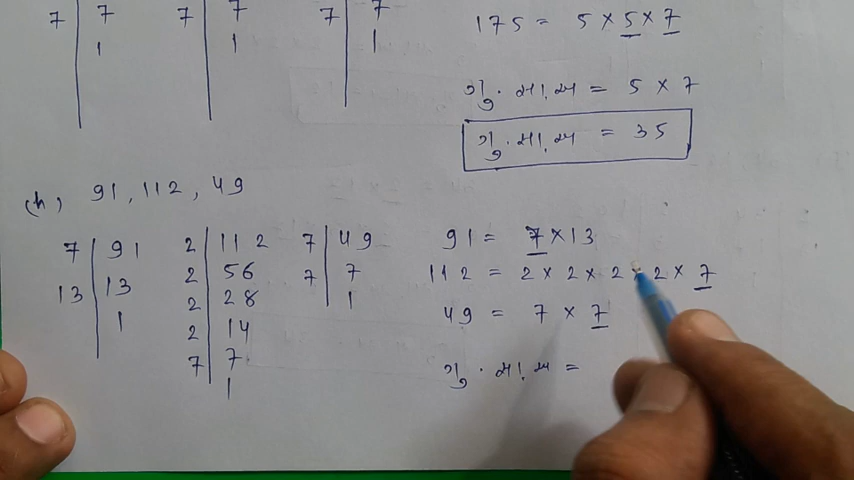 7 | 7 7 | 7 7 | 7
1 1 1
175 = 5 × 5 × 7
ગુ. સા. અ = 5 × 7
ગુ. સા. અ = 35
(h), 91, 112, 49
7 | 91 2 | 112 7 | 49
13 | 13 2 | 56 7 | 7
1 2 | 28 1
2 | 14
7 | 7
1
91 = 7 × 13
112 = 2 × 2 × 2 × 2 × 7
49 = 7 × 7
ગુ. સા. અ =